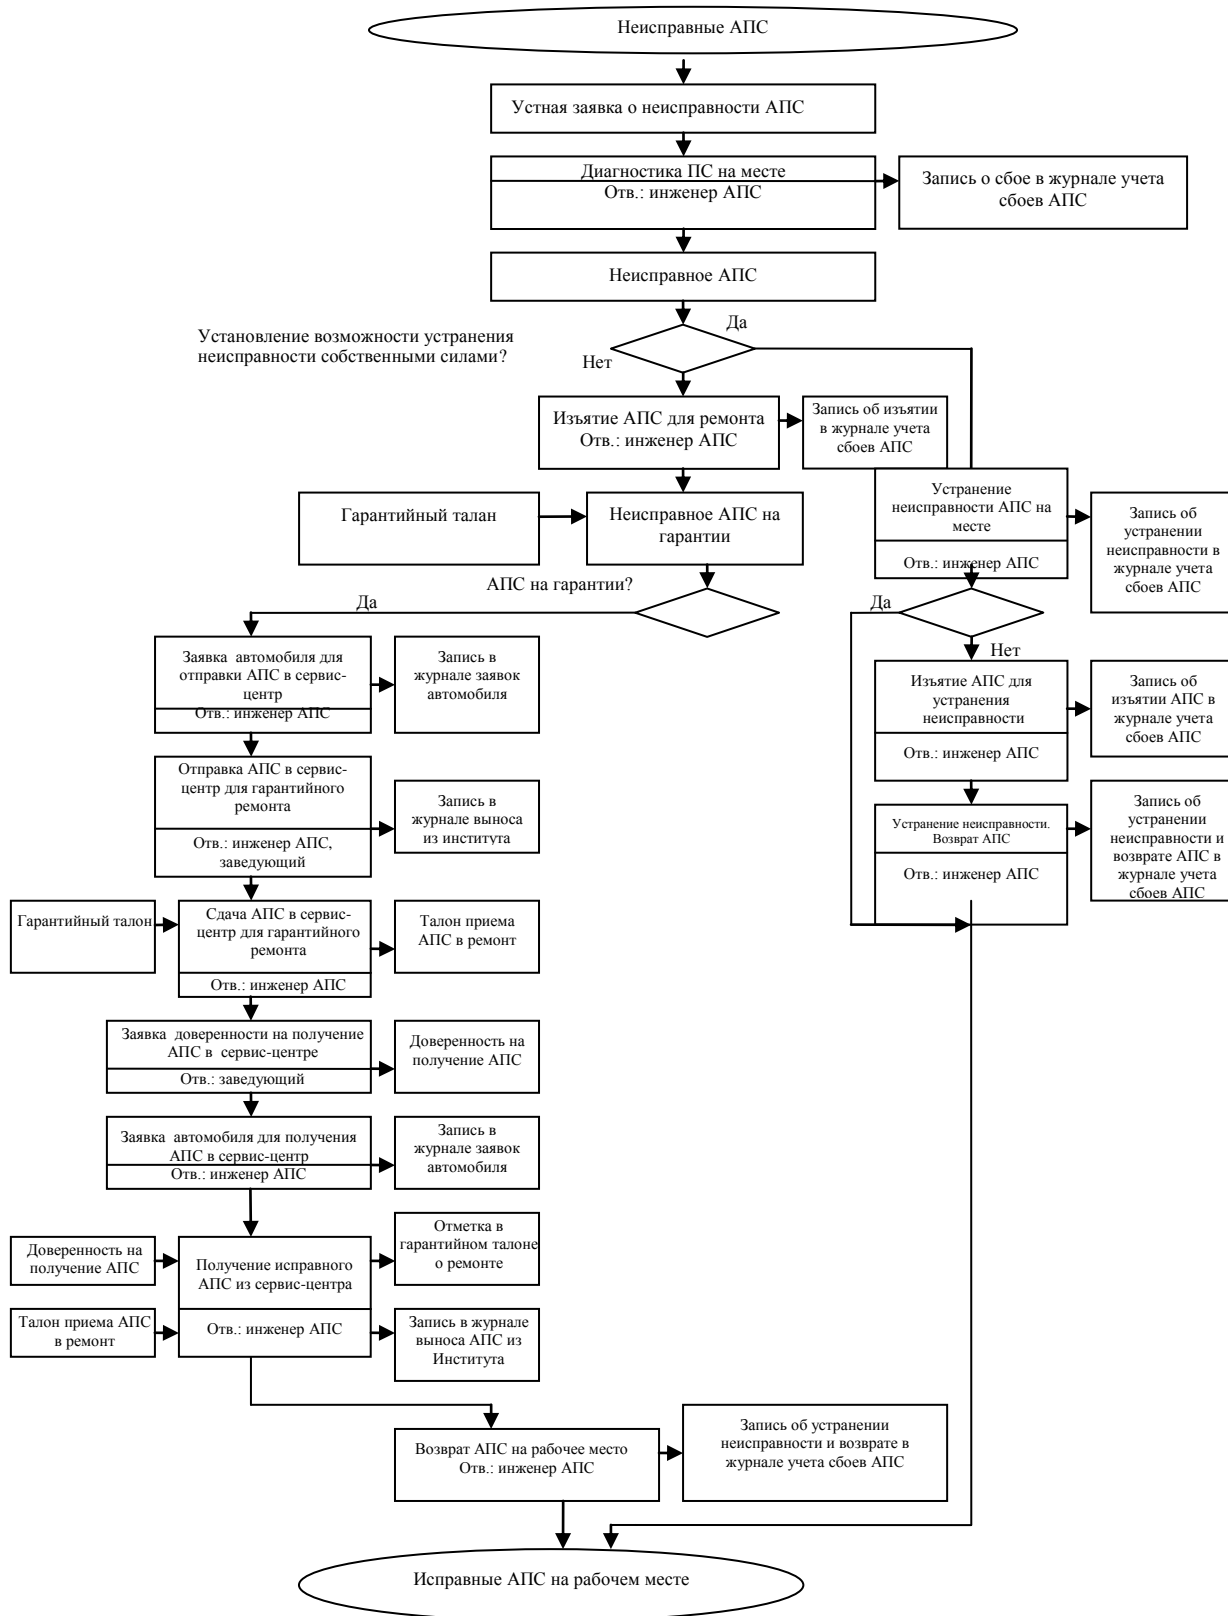 Неисправные АПС
Устная заявка о неисправности АПС
Диагностика ПС на месте
Отв.: инженер АПС
Запись о сбое в журнале учета
сбоев АПС
Неисправное АПС
Установление возможности устранения
неисправности собственными силами?
Да
Нет
Изъятие АПС для ремонта
Отв.: инженер АПС
Запись об изъятии
в журнале учета
сбоев АПС
Устранение
неисправности АПС на
месте
Отв.: инженер АПС
Запись об
устранении
неисправности в
журнале учета
сбоев АПС
Гарантийный талан
Неисправное АПС на
гарантии
АПС на гарантии?
Да
Да
Нет
Заявка автомобиля для
отправки АПС в сервис-
центр
Отв.: инженер АПС
Запись в
журнале заявок
автомобиля
Изъятие АПС для
устранения
неисправности
Отв.: инженер АПС
Запись об
изъятии АПС в
журнале учета
сбоев АПС
Отправка АПС в сервис-
центр для гарантийного
ремонта
Отв.: инженер АПС,
заведующий
Запись в
журнале выноса
из института
Устранение неисправности.
Возврат АПС
Отв.: инженер АПС
Запись об
устранении
неисправности и
возврате АПС в
журнале учета
сбоев АПС
Гарантийный талон
Сдача АПС в сервис-
центр для гарантийного
ремонта
Отв.: инженер АПС
Талон приема
АПС в ремонт
Заявка доверенности на получение
АПС в сервис-центре
Отв.: заведующий
Доверенность на
получение АПС
Заявка автомобиля для получения
АПС в сервис-центр
Отв.: инженер АПС
Запись в
журнале заявок
автомобиля
Доверенность на
получение АПС
Талон приема АПС
в ремонт
Получение исправного
АПС из сервис-центра
Отв.: инженер АПС
Отметка в
гарантийном талоне
о ремонте
Запись в журнале
выноса АПС из
Института
Возврат АПС на рабочее место
Отв.: инженер АПС
Запись об устранении
неисправности и возврате в
журнале учета сбоев АПС
Исправные АПС на рабочем месте